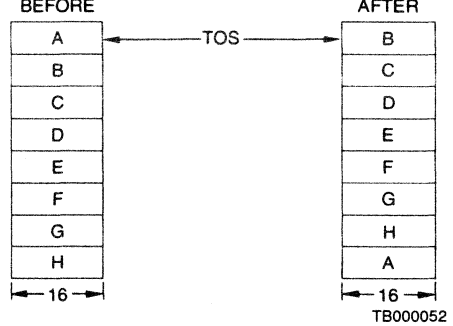 BEFORE AFTER
A TOS B
B C
C D
D E
E F
F G
G H
H A
16 16
TB000052